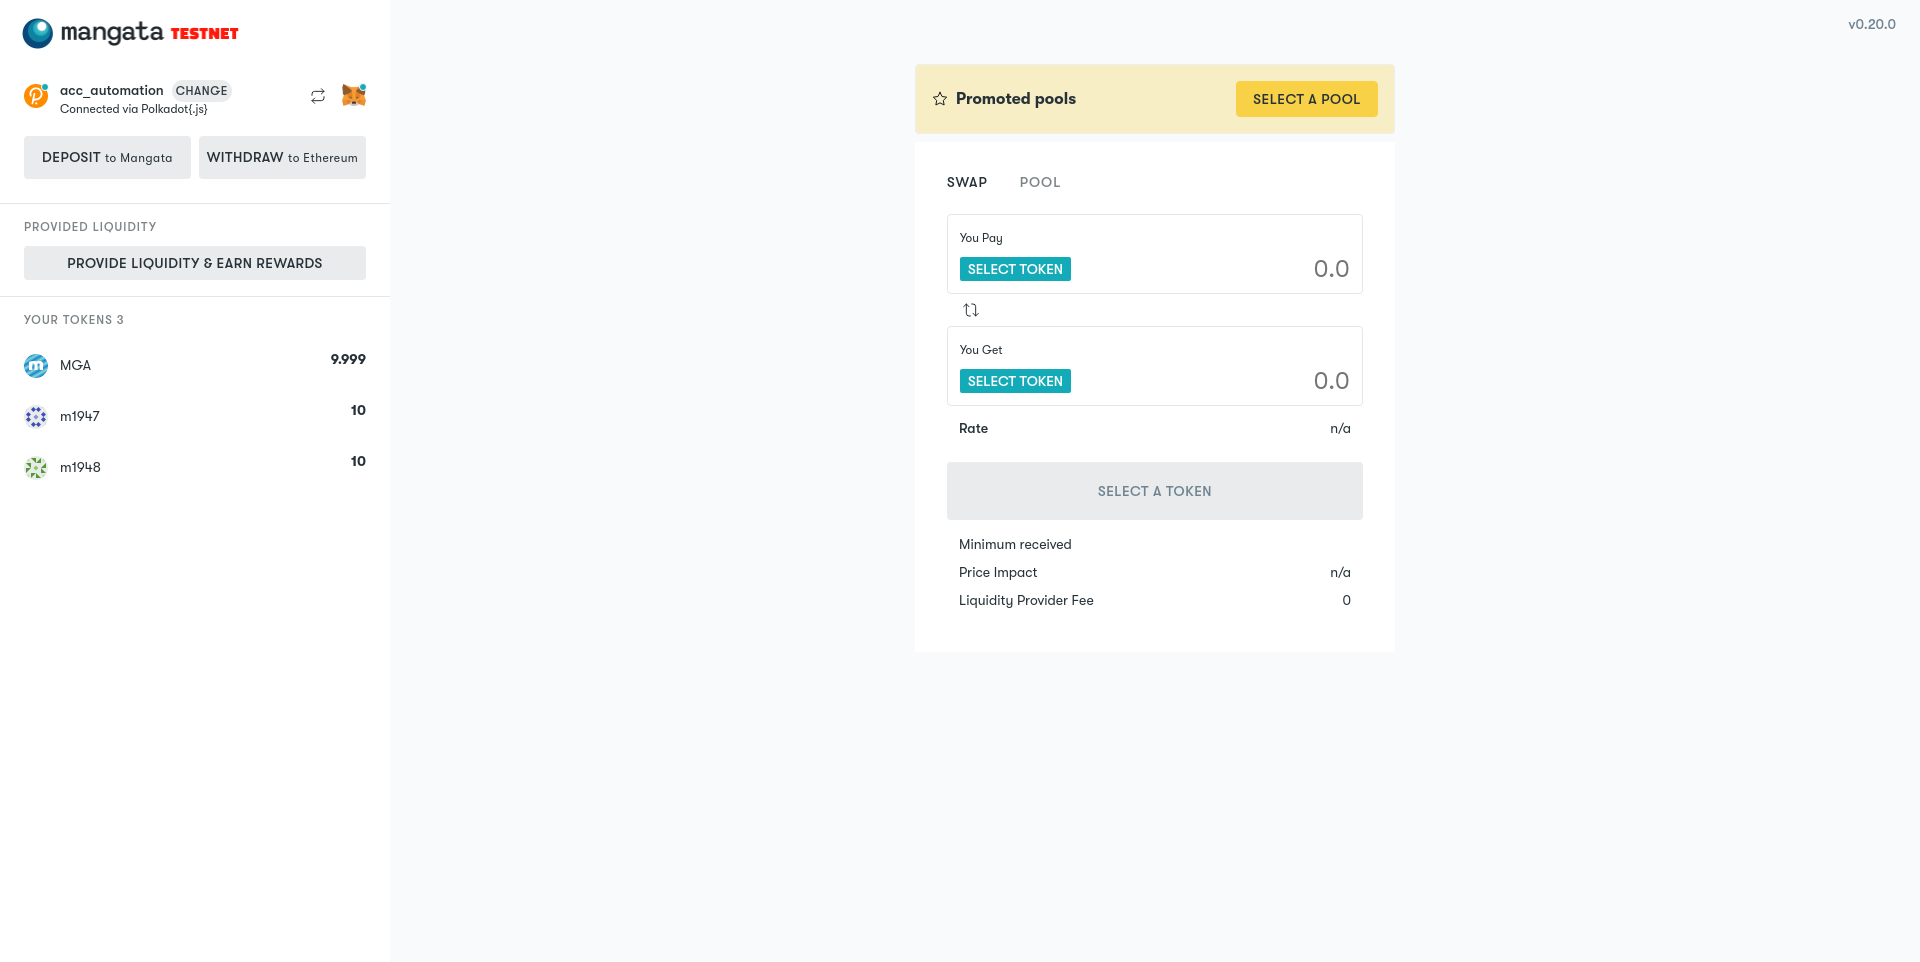 mangata TESTNET
acc_automation CHANGE
Connected via Polkadot{.js}
DEPOSIT to Mangata
WITHDRAW to Ethereum
PROVIDED LIQUIDITY
PROVIDE LIQUIDITY & EARN REWARDS
YOUR TOKENS 3
MGA 9.999
m1947 10
m1948 10
v0.20.0
Promoted pools
SELECT A POOL
SWAP POOL
You Pay
SELECT TOKEN 0.0
You Get
SELECT TOKEN 0.0
Rate n/a
SELECT A TOKEN
Minimum received
Price Impact n/a
Liquidity Provider Fee 0